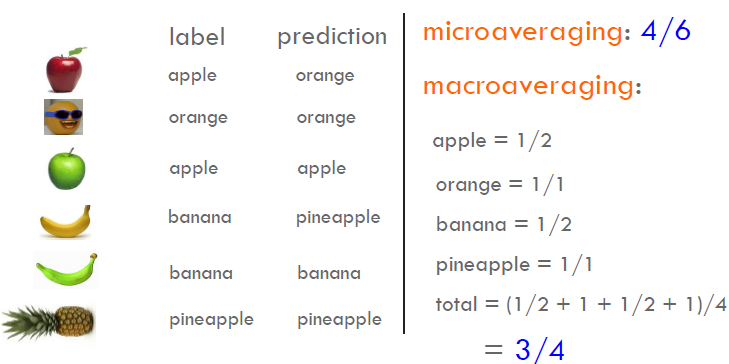 label prediction
apple orange
orange orange
apple apple
banana pineapple
banana banana
pineapple pineapple
microaveraging: 4/6
macroaveraging:
apple = 1/2
orange = 1/1
banana = 1/2
pineapple = 1/1
total = (1/2 + 1 + 1/2 + 1)/4
= 3/4